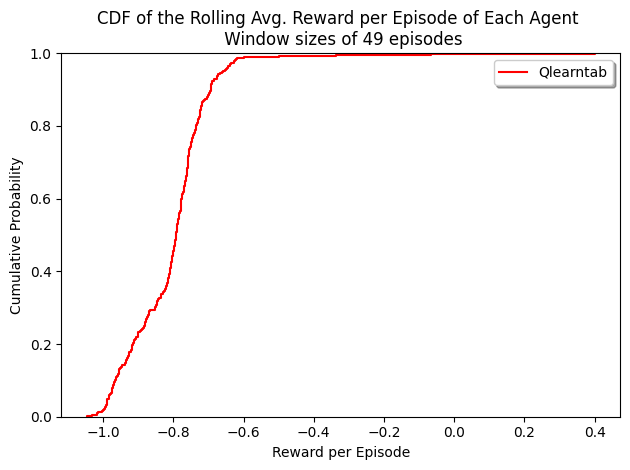 CDF of the Rolling Avg. Reward per Episode of Each Agent
Window sizes of 49 episodes
Qlearntab
1.0
0.8
0.6
0.4
0.2
0.0
Cumulative Probability
−1.0 −0.8 −0.6 −0.4 −0.2 0.0 0.2 0.4
Reward per Episode